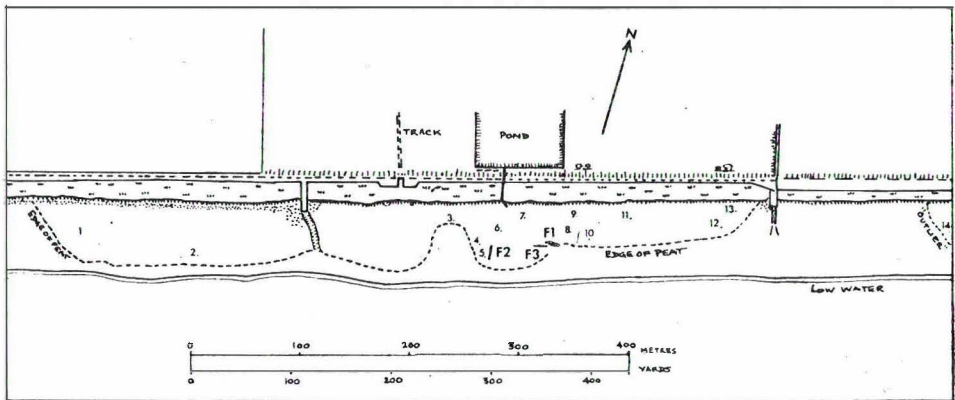 N
TRACK
POND
EDGE OF PEAT
1
2.
3.
4.
5.
F2
6.
7.
F3
F1
8.
9.
10
11.
12.
13.
EDGE OF PEAT
OUTLET
14.
LOW WATER
0 100 200 300 400 METRES
0 100 200 300 400 YARDS